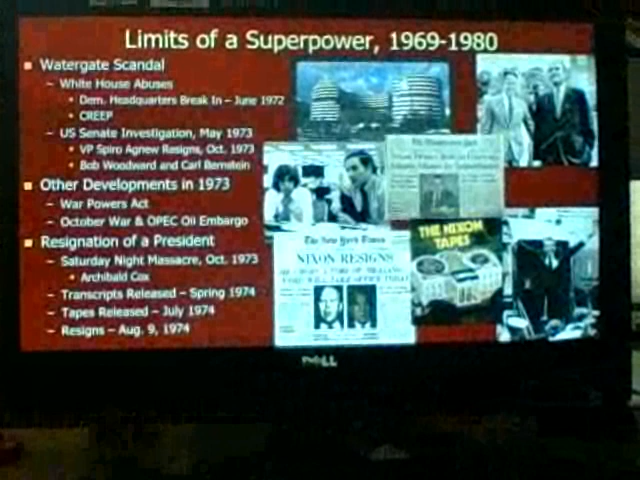 Limits of a Superpower, 1969-1980
Watergate Scandal
– White House Abuses
• Dem. Headquarters Break In – June 1972
• CREEP
– US Senate Investigation, May 1973
• VP Spiro Agnew Resigns, Oct. 1973
• Bob Woodward and Carl Bernstein
Other Developments in 1973
– War Powers Act
– October War & OPEC Oil Embargo
Resignation of a President
– Saturday Night Massacre, Oct. 1973
• Archibald Cox
– Transcripts Released – Spring 1974
– Tapes Released – July 1974
– Resigns – Aug. 9, 1974
The New York Times
NIXON RESIGNS
THE NIXON
TAPES
DELL